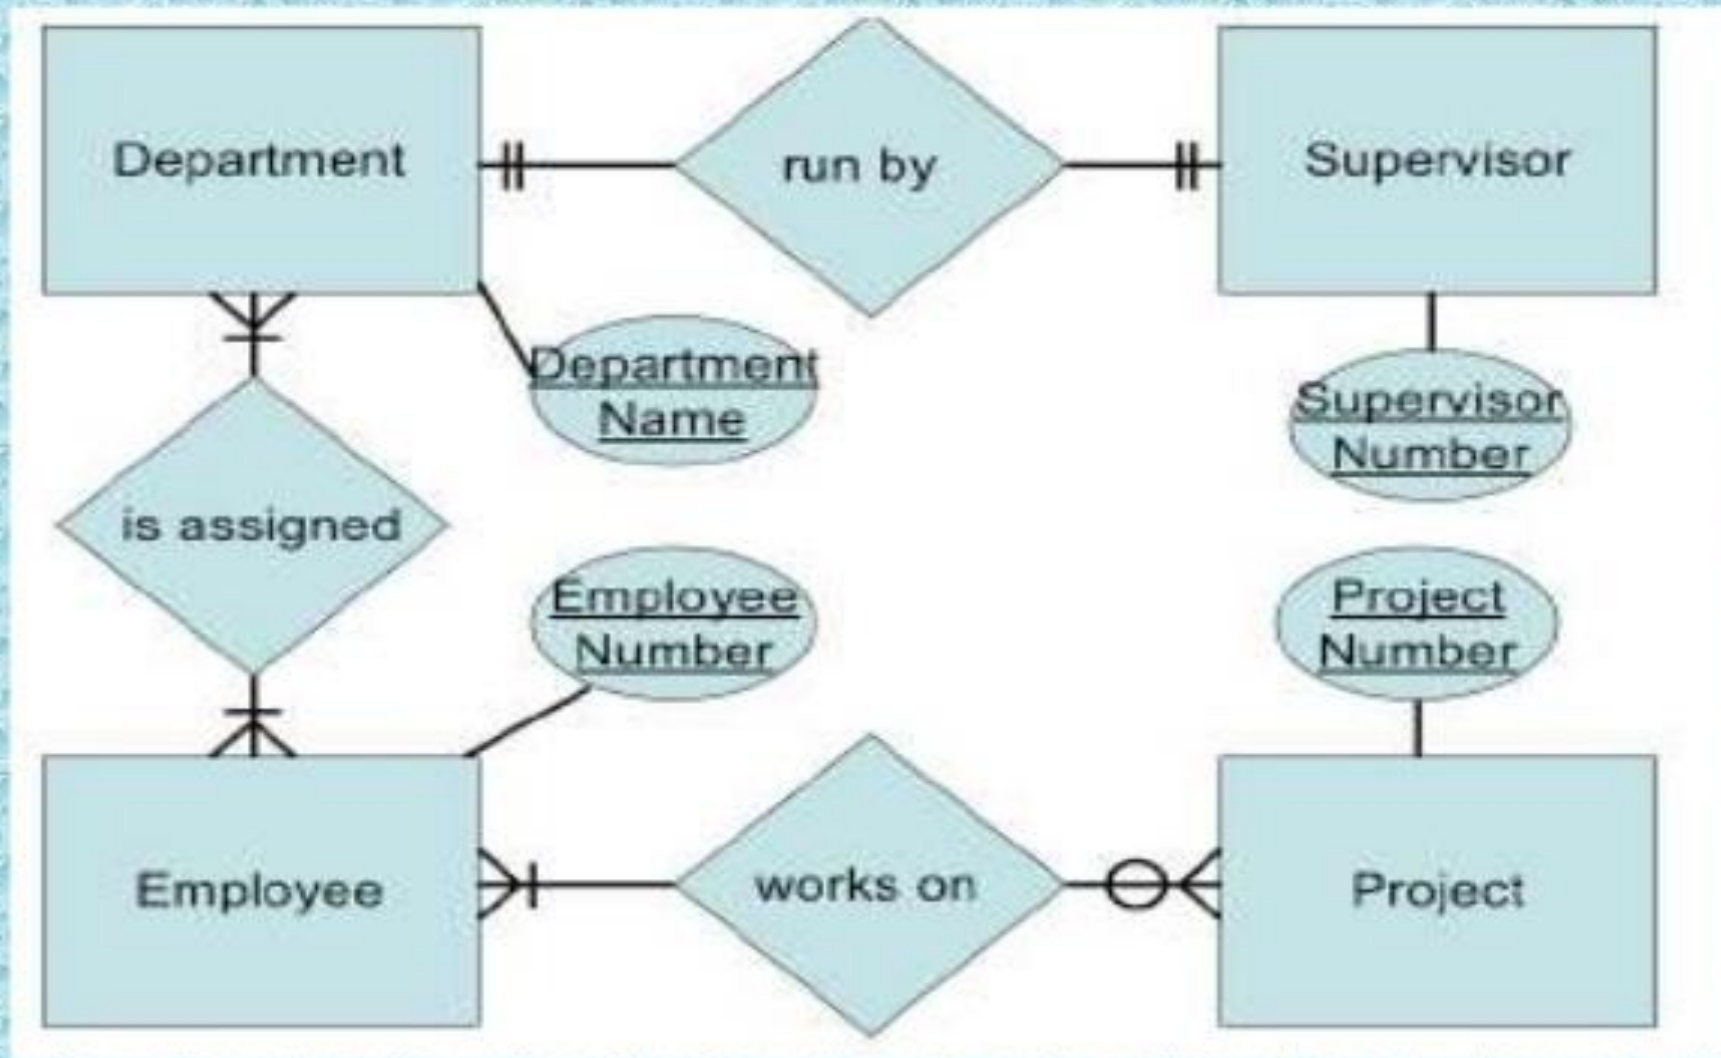 Department
run by
Supervisor
Department
Name
Supervisor
Number
is assigned
Employee
Number
Project
Number
Employee
works on
Project